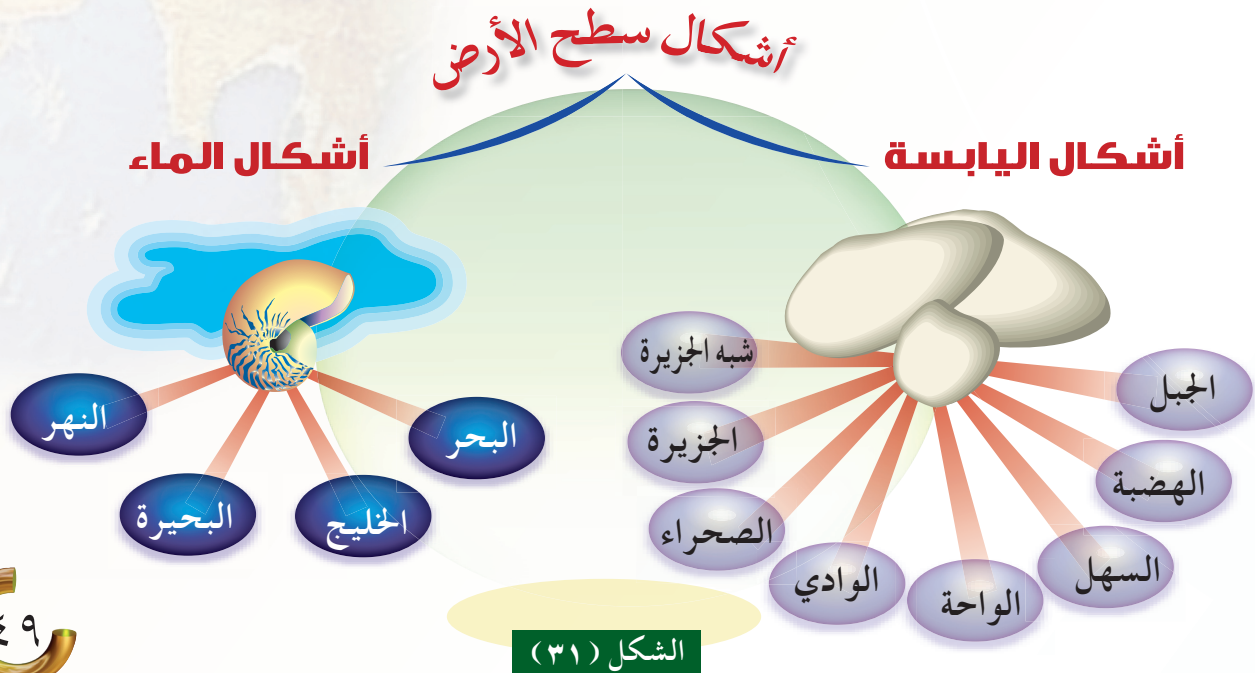 أشكال سطح الأرض
أشكال اليابسة
الجبل
الهضبة
السهل
الواحة
الوادي
الصحراء
الجزيرة
شبه الجزيرة
أشكال الماء
البحر
الخليج
البحيرة
النهر
الشكل (٣١)
٤٩